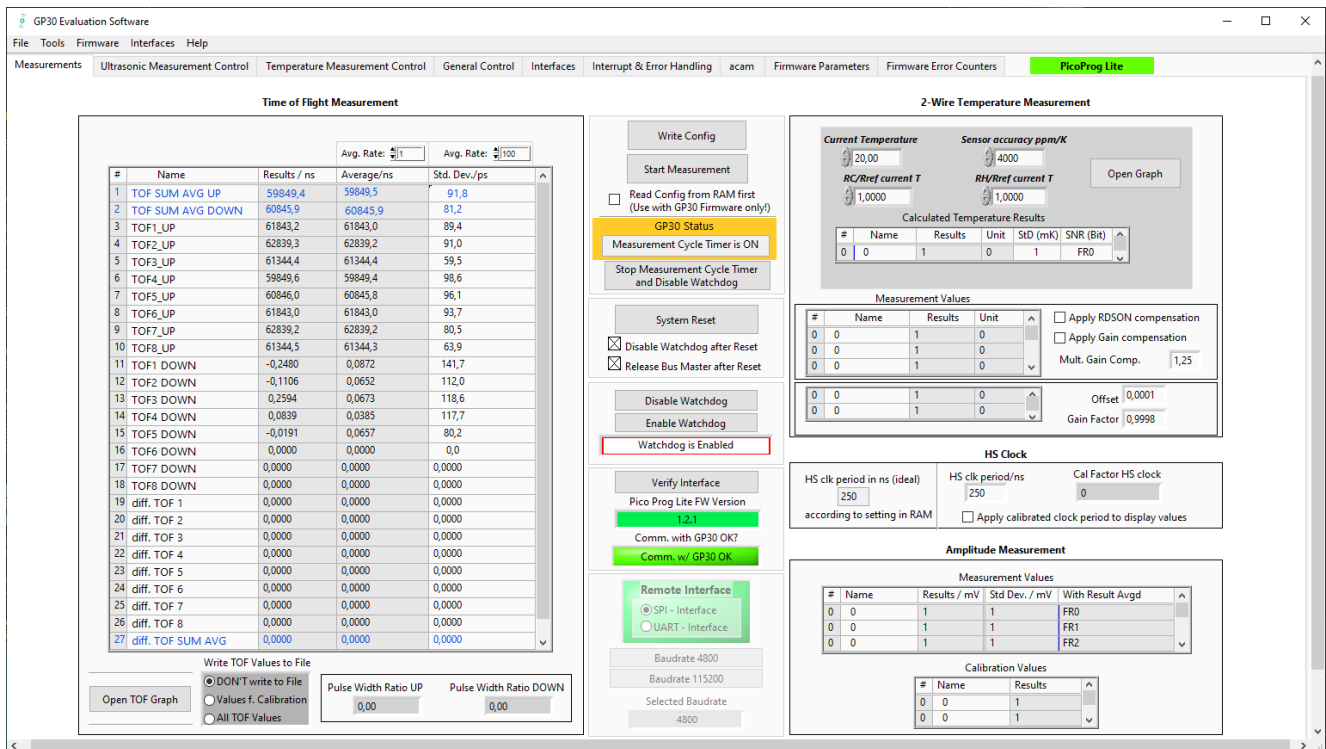 GP30 Evaluation Software
File Tools Firmware Interfaces Help
Measurements Ultrasonic Measurement Control Temperature Measurement Control General Control Interfaces Interrupt & Error Handling acam Firmware Parameters Firmware Error Counters PicoProg Lite
Time of Flight Measurement
Avg. Rate: 1 Avg. Rate: 100
# Name Results / ns Average/ns Std. Dev./ps
1 TOF SUM AVG UP 59849,4 59849,5 91,8
2 TOF SUM AVG DOWN 60845,9 60845,9 81,2
3 TOF1_UP 61843,2 61843,0 89,4
4 TOF2_UP 62839,3 62839,2 91,0
5 TOF3_UP 61344,4 61344,4 59,5
6 TOF4_UP 59849,6 59849,4 98,6
7 TOF5_UP 60846,0 60845,8 96,1
8 TOF6_UP 61843,0 61843,0 93,7
9 TOF7_UP 62839,2 62839,2 80,5
10 TOF8_UP 61344,5 61344,3 63,9
11 TOF1 DOWN -0,2480 0,0872 141,7
12 TOF2 DOWN -0,1106 0,0652 112,0
13 TOF3 DOWN 0,2594 0,0673 118,6
14 TOF4 DOWN 0,0839 0,0385 117,7
15 TOF5 DOWN -0,0191 0,0657 80,2
16 TOF6 DOWN 0,0000 0,0000 0,0
17 TOF7 DOWN 0,0000 0,0000 0,0000
18 TOF8 DOWN 0,0000 0,0000 0,0000
19 diff. TOF 1 0,0000 0,0000 0,0000
20 diff. TOF 2 0,0000 0,0000 0,0000
21 diff. TOF 3 0,0000 0,0000 0,0000
22 diff. TOF 4 0,0000 0,0000 0,0000
23 diff. TOF 5 0,0000 0,0000 0,0000
24 diff. TOF 6 0,0000 0,0000 0,0000
25 diff. TOF 7 0,0000 0,0000 0,0000
26 diff. TOF 8 0,0000 0,0000 0,0000
27 diff. TOF SUM AVG 0,0000 0,0000 0,0000
Write TOF Values to File
Open TOF Graph
DON'T write to File
Values f. Calibration
All TOF Values
Pulse Width Ratio UP Pulse Width Ratio DOWN
0,00 0,00
Write Config
Start Measurement
Read Config from RAM first
(Use with GP30 Firmware only!)
GP30 Status
Measurement Cycle Timer is ON
Stop Measurement Cycle Timer
and Disable Watchdog
System Reset
Disable Watchdog after Reset
Release Bus Master after Reset
Disable Watchdog
Enable Watchdog
Watchdog is Enabled
Verify Interface
Pico Prog Lite FW Version
1.2.1
Comm. with GP30 OK?
Comm. w/ GP30 OK
Remote Interface
SPI - Interface
UART - Interface
Baudrate 4800
Baudrate 115200
Selected Baudrate
4800
2-Wire Temperature Measurement
Current Temperature Sensor accuracy ppm/K
20,00 4000
RC/Rref current T RH/Rref current T
1,0000 1,0000
Open Graph
Calculated Temperature Results
# Name Results Unit StD (mK) SNR (Bit)
0 0 1 0 1 FR0
Measurement Values
# Name Results Unit
0 0 1 0
0 0 1 0
0 0 1 0
Apply RDSON compensation
Apply Gain compensation
Mult. Gain Comp. 1,25
0 0 1 0
0 0 1 0
Offset 0,0001
Gain Factor 0,9998
HS Clock
HS clk period in ns (ideal)
250
according to setting in RAM
HS clk period/ns
250
Cal Factor HS clock
0
Apply calibrated clock period to display values
Amplitude Measurement
Measurement Values
# Name Results / mV Std Dev. / mV With Result Avgd
0 0 1 1 FR0
0 0 1 1 FR1
0 0 1 1 FR2
Calibration Values
# Name Results
0 0 1
0 0 1